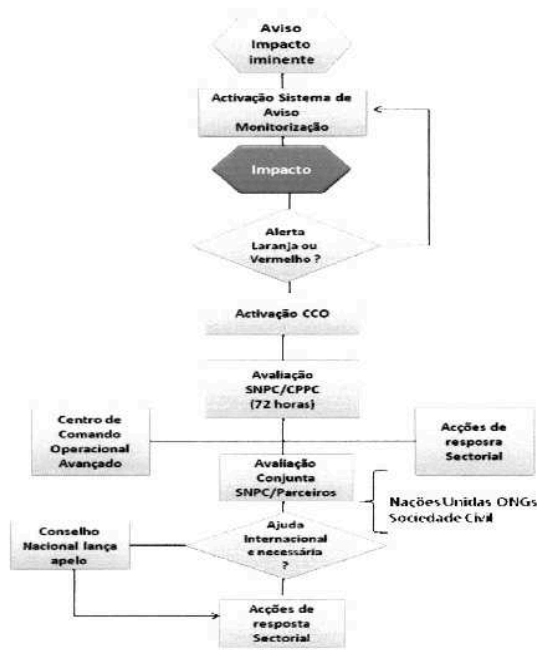 Aviso
Impacto
iminente
Activação Sistema de
Aviso
Monitorização
Impacto
Alerta
Laranja ou
Vermelho ?
Activação CCO
Avaliação
SNPC/CPPC
(72 horas)
Centro de
Comando
Operacional
Avançado
Acções de
resposra
Sectorial
Avaliação
Conjunta
SNPC/Parceiros
Nações Unidas ONGs
Sociedade Civil
Conselho
Nacional lança
apelo
Ajuda
Internacional
e necessária
?
Acções de
resposta
Sectorial